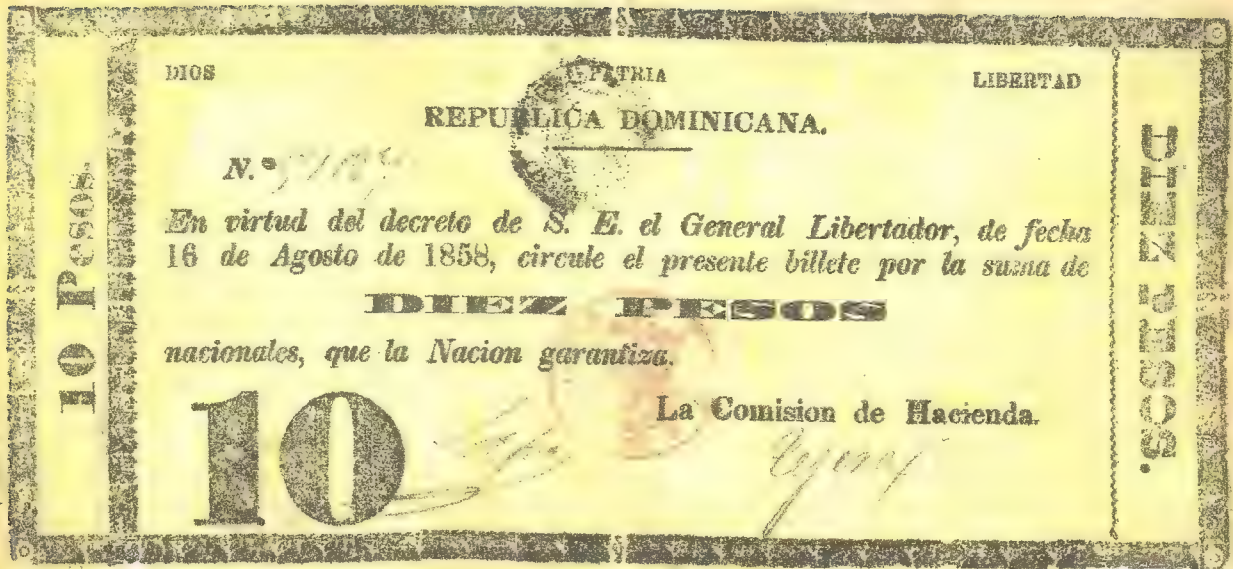 10 Pesos.
DIOS PATRIA LIBERTAD
REPUBLICA DOMINICANA.
N.º
En virtud del decreto de S. E. el General Libertador, de fecha
16 de Agosto de 1858, circule el presente billete por la suma de
DIEZ PESOS
nacionales, que la Nacion garantiza.
La Comision de Hacienda.
10
DIEZ PESOS.